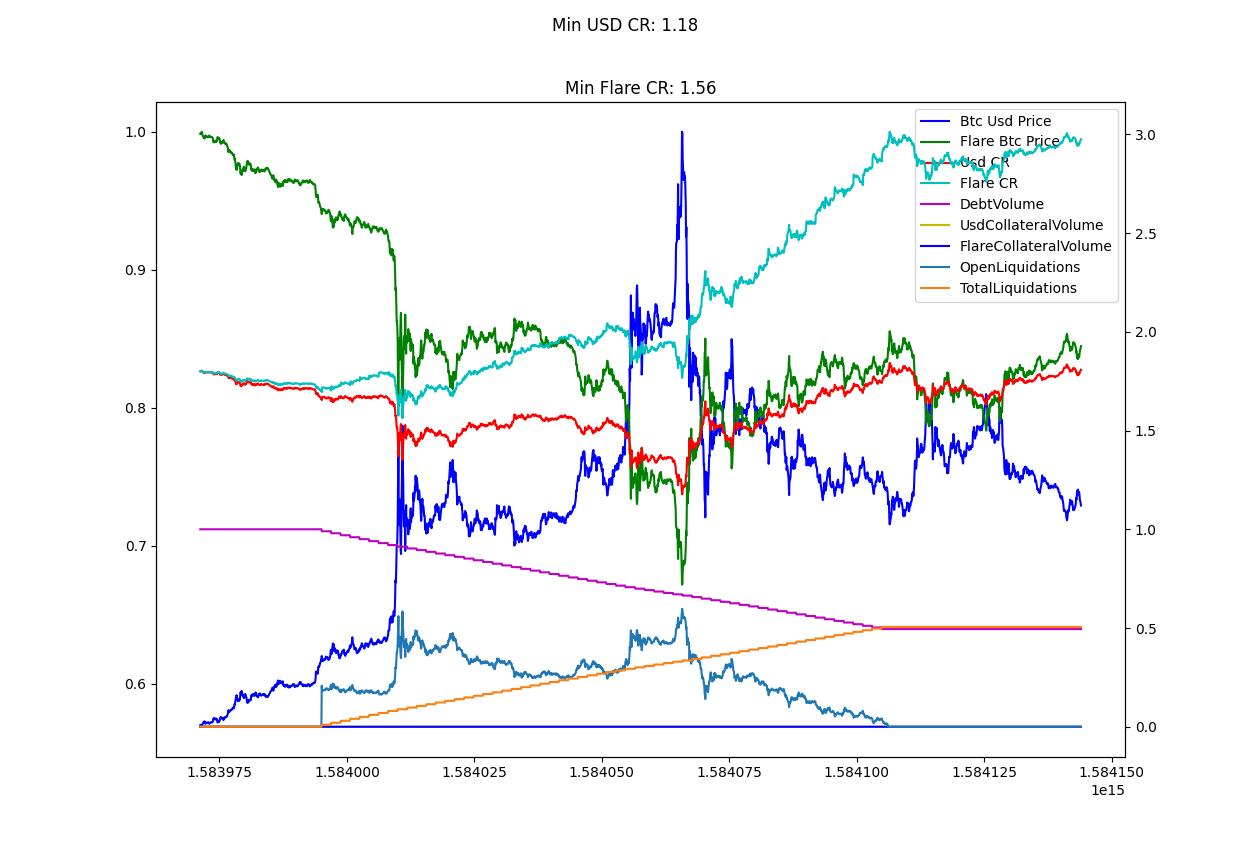 Min USD CR: 1.18
Min Flare CR: 1.56
1.0
0.9
0.8
0.7
0.6
3.0
2.5
2.0
1.5
1.0
0.5
0.0
Btc Usd Price
Flare Btc Price
Usd CR
Flare CR
DebtVolume
UsdCollateralVolume
FlareCollateralVolume
OpenLiquidations
TotalLiquidations
1.583975 1.584000 1.584025 1.584050 1.584075 1.584100 1.584125 1.584150
1e15